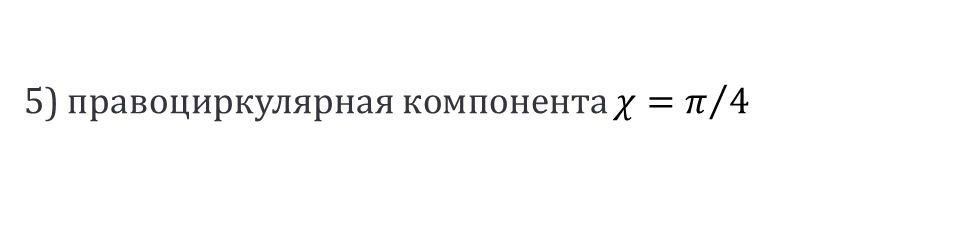 5) правоциркулярная компонента χ = π/4